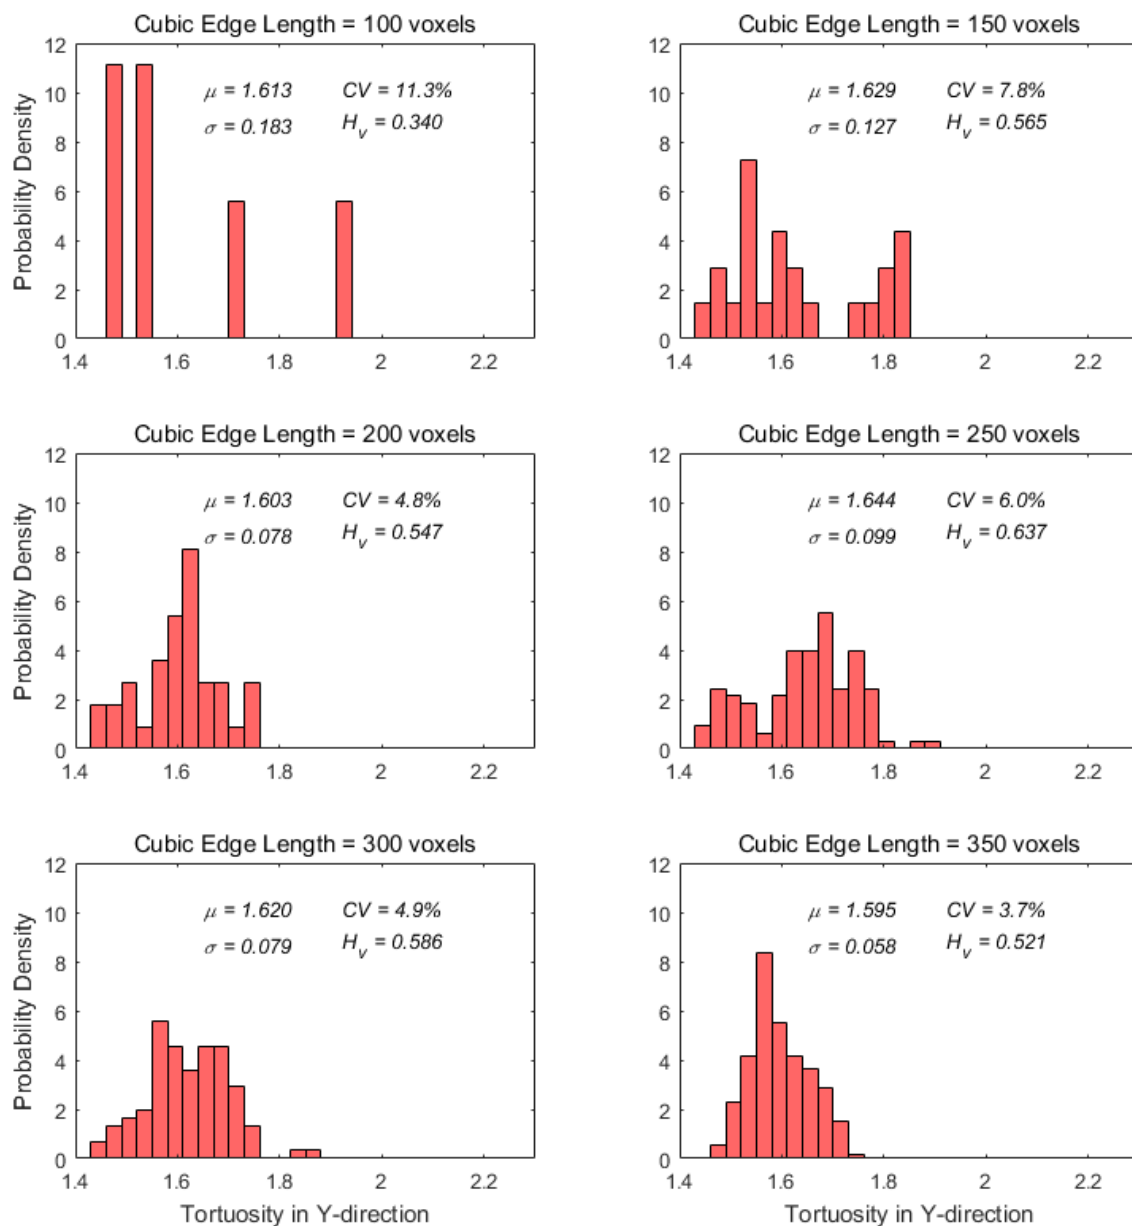 Cubic Edge Length = 100 voxels
12
10
8
6
4
2
0
Probability Density
μ = 1.613 CV = 11.3%
σ = 0.183 H_v = 0.340
1.4 1.6 1.8 2 2.2
Cubic Edge Length = 150 voxels
12
10
8
6
4
2
0
μ = 1.629 CV = 7.8%
σ = 0.127 H_v = 0.565
1.4 1.6 1.8 2 2.2
Cubic Edge Length = 200 voxels
12
10
8
6
4
2
0
Probability Density
μ = 1.603 CV = 4.8%
σ = 0.078 H_v = 0.547
1.4 1.6 1.8 2 2.2
Cubic Edge Length = 250 voxels
12
10
8
6
4
2
0
μ = 1.644 CV = 6.0%
σ = 0.099 H_v = 0.637
1.4 1.6 1.8 2 2.2
Cubic Edge Length = 300 voxels
12
10
8
6
4
2
0
Probability Density
μ = 1.620 CV = 4.9%
σ = 0.079 H_v = 0.586
1.4 1.6 1.8 2 2.2
Tortuosity in Y-direction
Cubic Edge Length = 350 voxels
12
10
8
6
4
2
0
μ = 1.595 CV = 3.7%
σ = 0.058 H_v = 0.521
1.4 1.6 1.8 2 2.2
Tortuosity in Y-direction